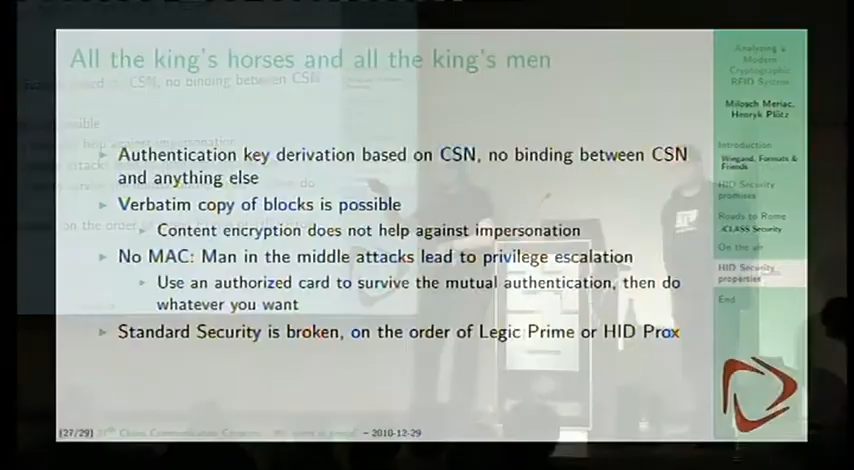 All the king's horses and all the king's men
Authentication key derivation based on CSN, no binding between CSN
and anything else
Verbatim copy of blocks is possible
Content encryption does not help against impersonation
No MAC: Man in the middle attacks lead to privilege escalation
Use an authorized card to survive the mutual authentication, then do
whatever you want
Standard Security is broken, on the order of Legic Prime or HID Prox
(27/29)
– 2010-12-29
Analyzing a
Modern
Cryptographic
RFID System
Milosch Meriac,
Henryk Plötz
Introduction
Wiegand, Formats &
Friends
HID Security
promises
Roads to Rome
iCLASS Security
On the air
HID Security
properties
End